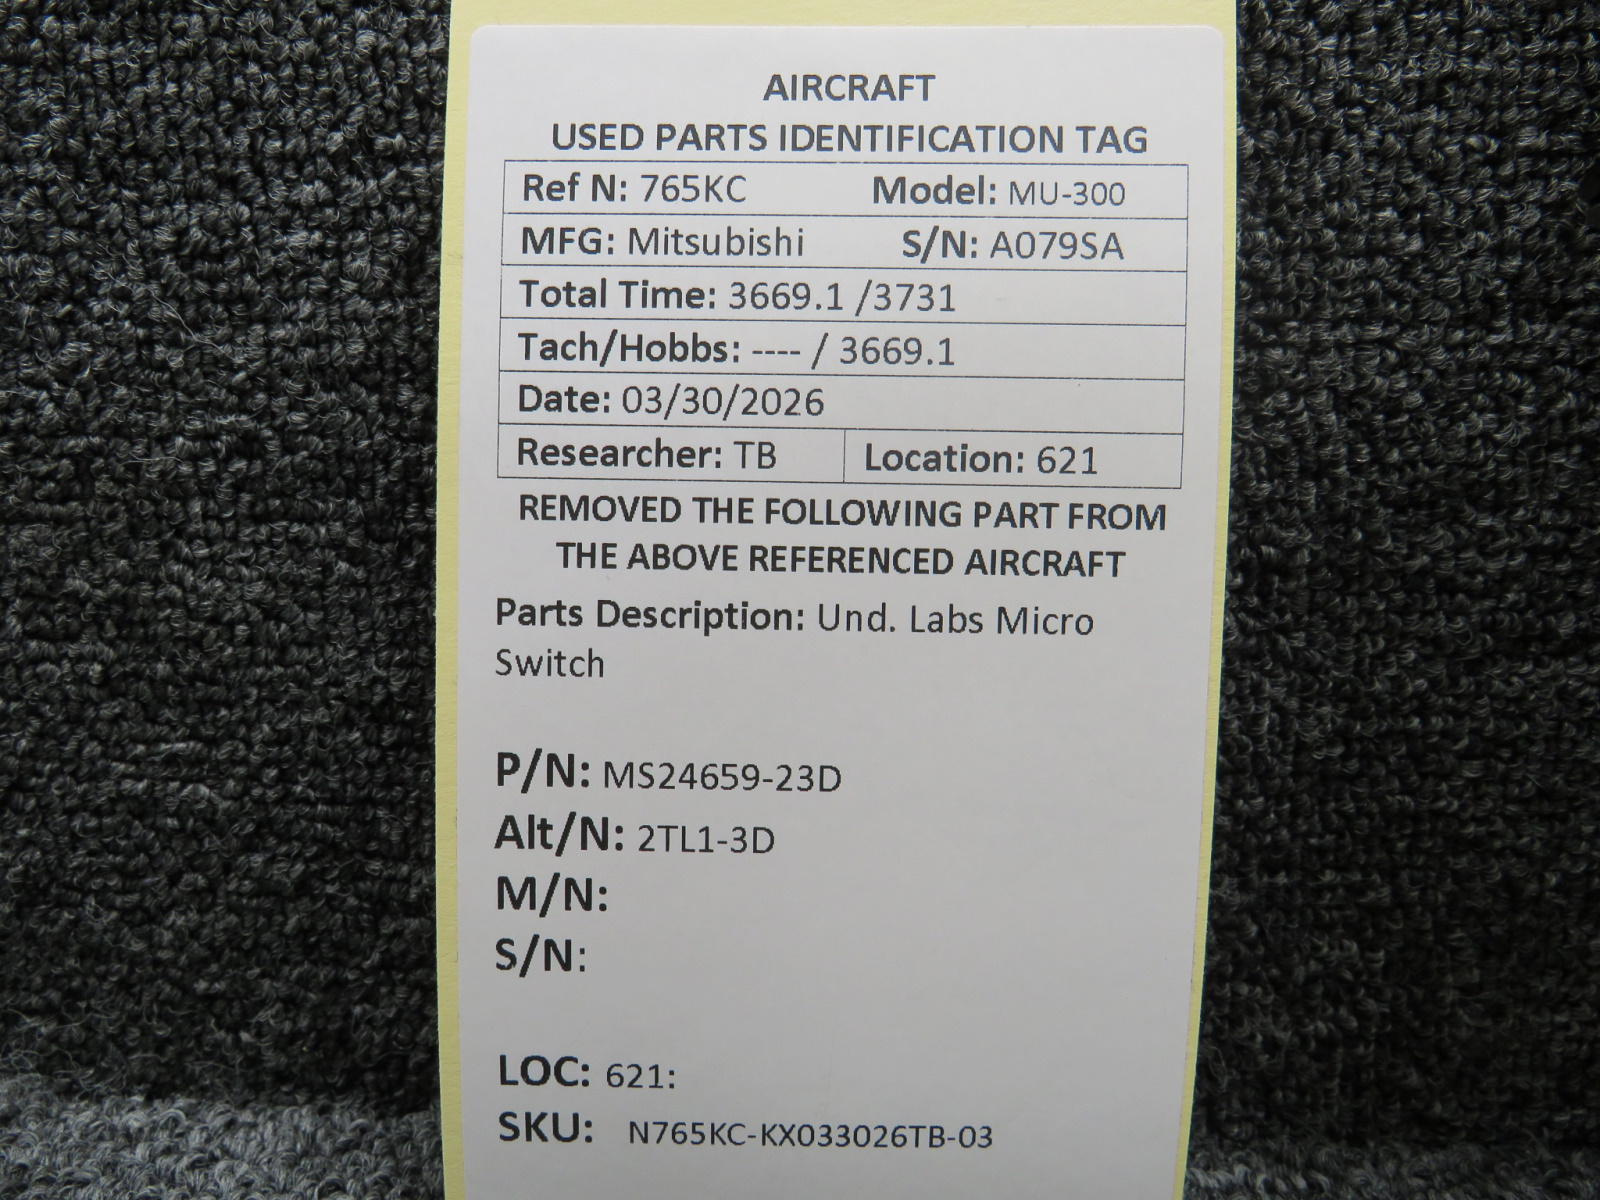 AIRCRAFT
USED PARTS IDENTIFICATION TAG
Ref N: 765KC Model: MU-300
MFG: Mitsubishi S/N: A079SA
Total Time: 3669.1 /3731
Tach/Hobbs: ---- / 3669.1
Date: 03/30/2026
Researcher: TB Location: 621
REMOVED THE FOLLOWING PART FROM
THE ABOVE REFERENCED AIRCRAFT
Parts Description: Und. Labs Micro
Switch
P/N: MS24659-23D
Alt/N: 2TL1-3D
M/N:
S/N:
LOC: 621:
SKU: N765KC-KX033026TB-03